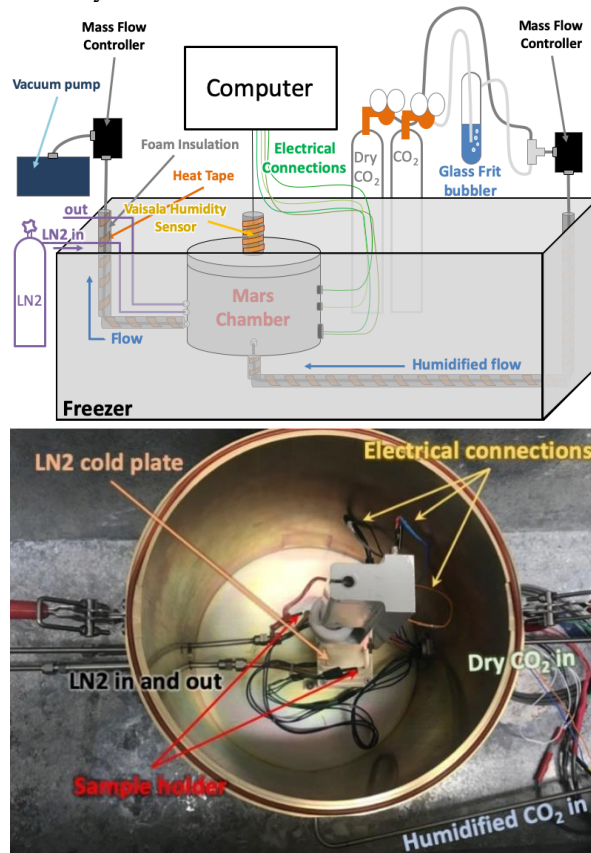 Mass Flow
Controller
Mass Flow
Controller
Computer
Vacuum pump
Foam Insulation
Heat Tape
Electrical
Connections
Dry
CO₂
CO₂
Glass Frit
bubbler
out
Vaisala Humidity
Sensor
LN2 in
LN2
Mars
Chamber
Flow
Humidified flow
Freezer
LN2 cold plate
Electrical connections
Dry CO₂ in
LN2 in and out
Sample holder
Humidified CO₂ in